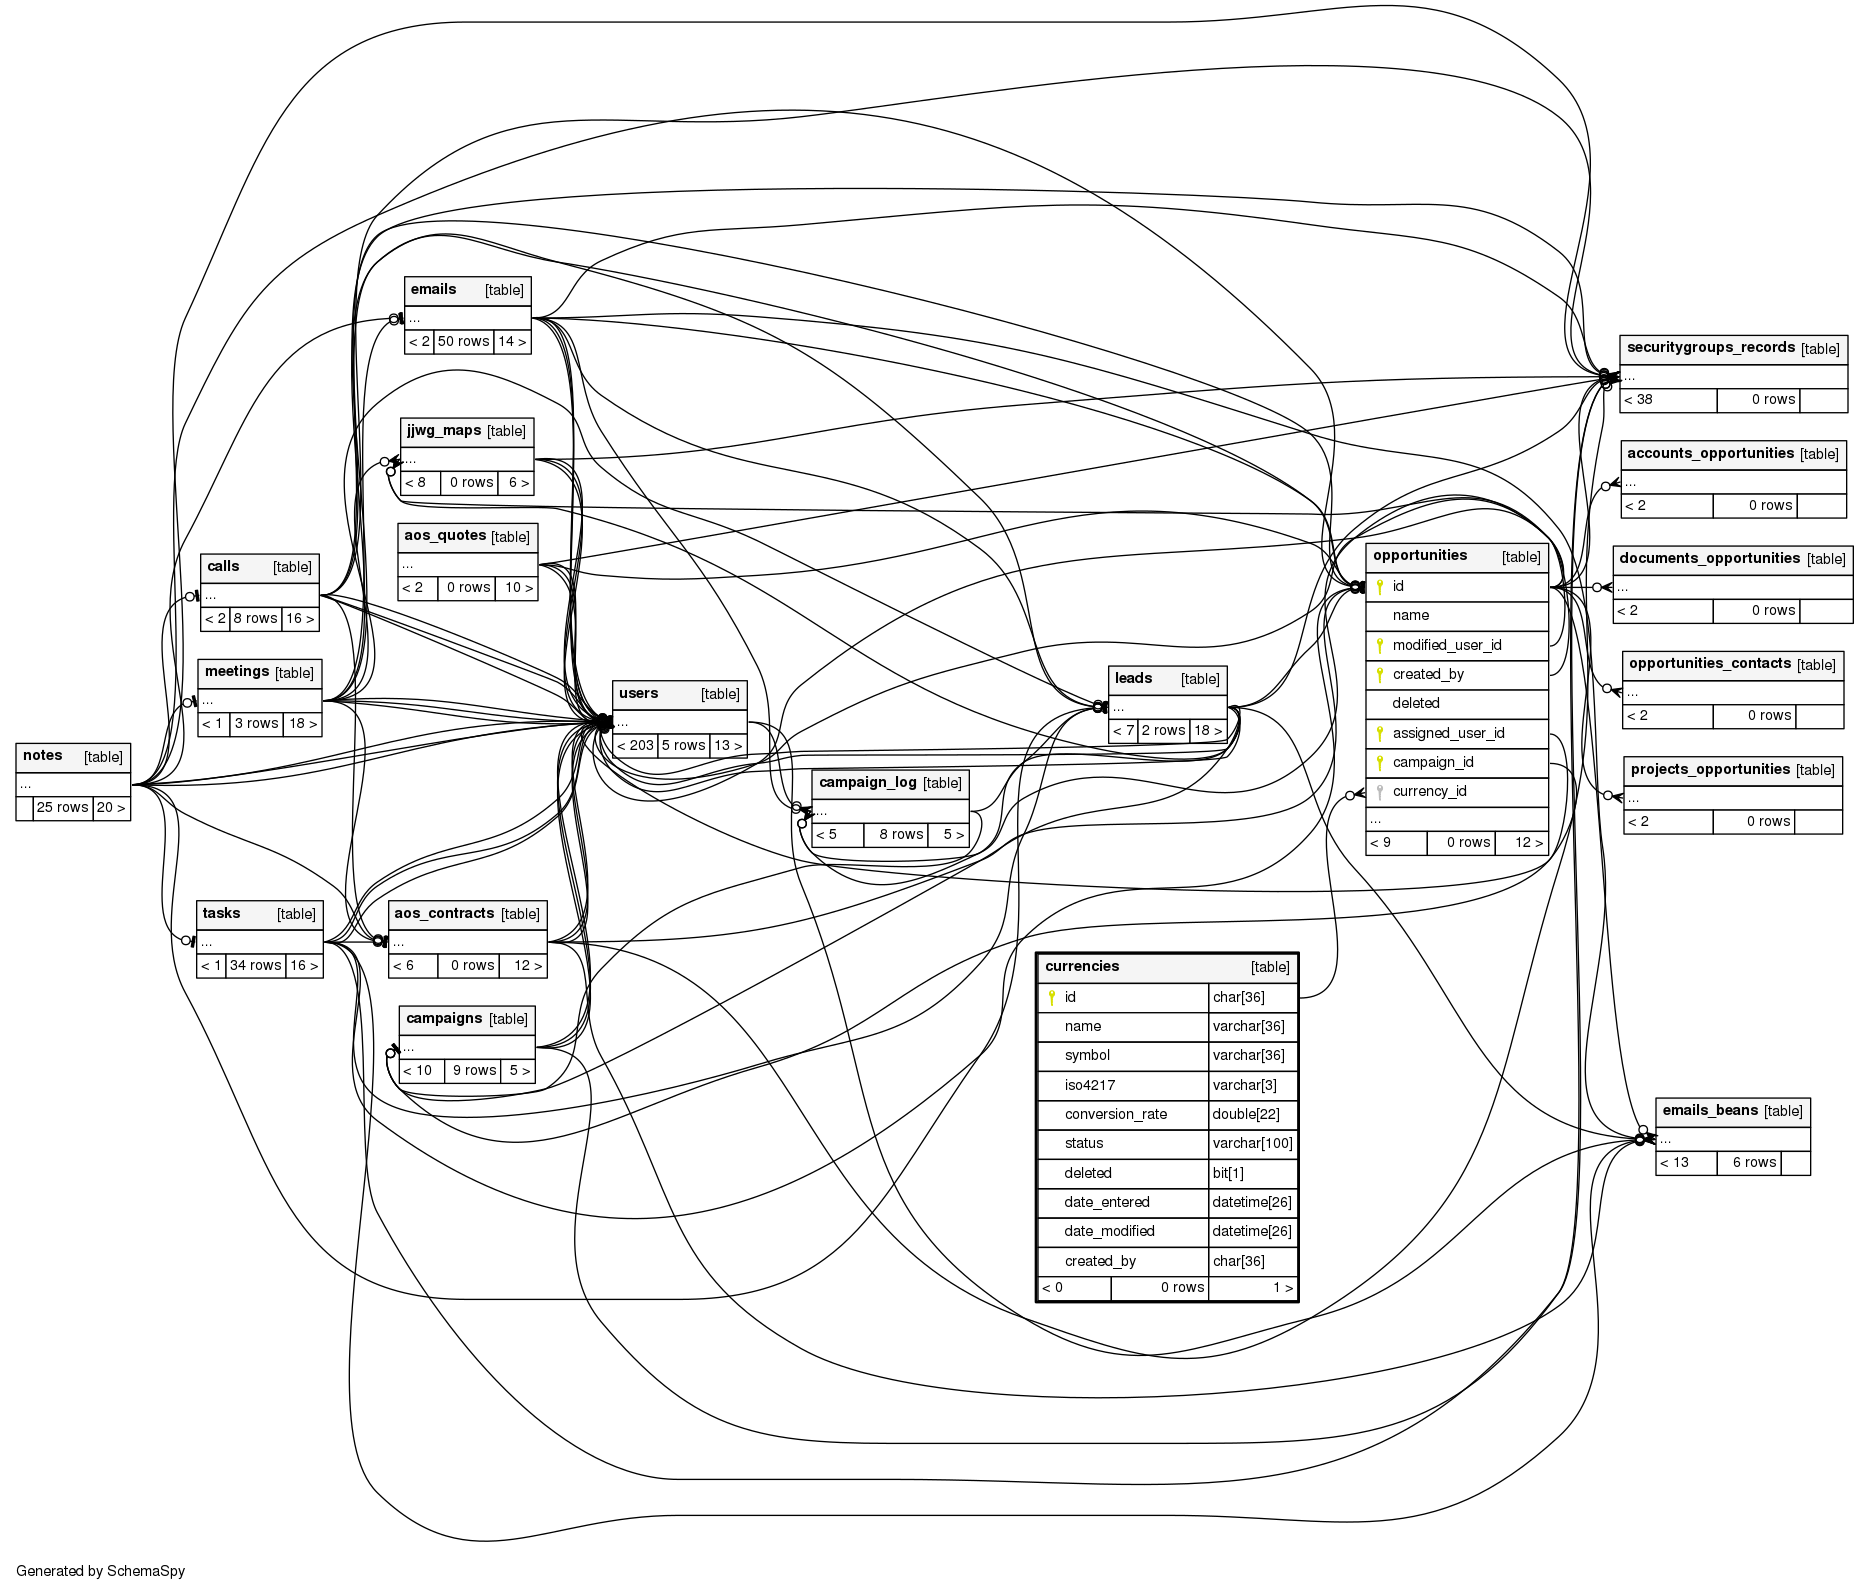 emails [table]
...
< 2 50 rows 14 >
securitygroups_records [table]
...
< 38 0 rows
jjwg_maps [table]
...
< 8 0 rows 6 >
accounts_opportunities [table]
...
< 2 0 rows
aos_quotes [table]
...
< 2 0 rows 10 >
calls [table]
...
< 2 8 rows 16 >
opportunities [table]
id
name
modified_user_id
created_by
deleted
assigned_user_id
campaign_id
currency_id
...
< 9 0 rows 12 >
documents_opportunities [table]
...
< 2 0 rows
opportunities_contacts [table]
...
< 2 0 rows
meetings [table]
...
< 1 3 rows 18 >
users [table]
...
< 203 5 rows 13 >
leads [table]
...
< 7 2 rows 18 >
notes [table]
...
25 rows 20 >
campaign_log [table]
...
< 5 8 rows 5 >
projects_opportunities [table]
...
< 2 0 rows
tasks [table]
...
< 1 34 rows 16 >
aos_contracts [table]
...
< 6 0 rows 12 >
campaigns [table]
...
< 10 9 rows 5 >
currencies [table]
id char[36]
name varchar[36]
symbol varchar[36]
iso4217 varchar[3]
conversion_rate double[22]
status varchar[100]
deleted bit[1]
date_entered datetime[26]
date_modified datetime[26]
created_by char[36]
< 0 0 rows 1 >
emails_beans [table]
...
< 13 6 rows
Generated by SchemaSpy